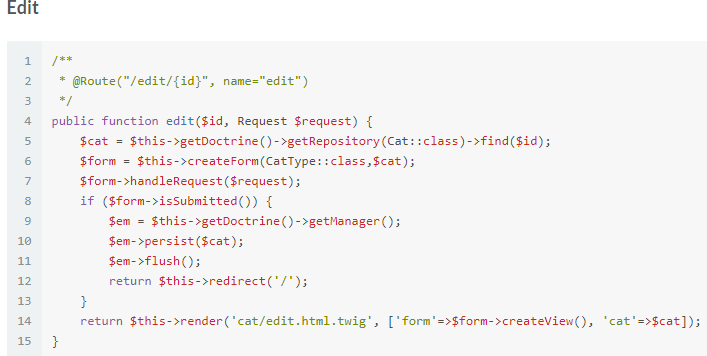 Edit
1 /**
2  * @Route("/edit/{id}", name="edit")
3  */
4 public function edit($id, Request $request) {
5     $cat = $this->getDoctrine()->getRepository(Cat::class)->find($id);
6     $form = $this->createForm(CatType::class,$cat);
7     $form->handleRequest($request);
8     if ($form->isSubmitted()) {
9         $em = $this->getDoctrine()->getManager();
10         $em->persist($cat);
11         $em->flush();
12         return $this->redirect('/');
13     }
14     return $this->render('cat/edit.html.twig', ['form'=>$form->createView(), 'cat'=>$cat]);
15 }